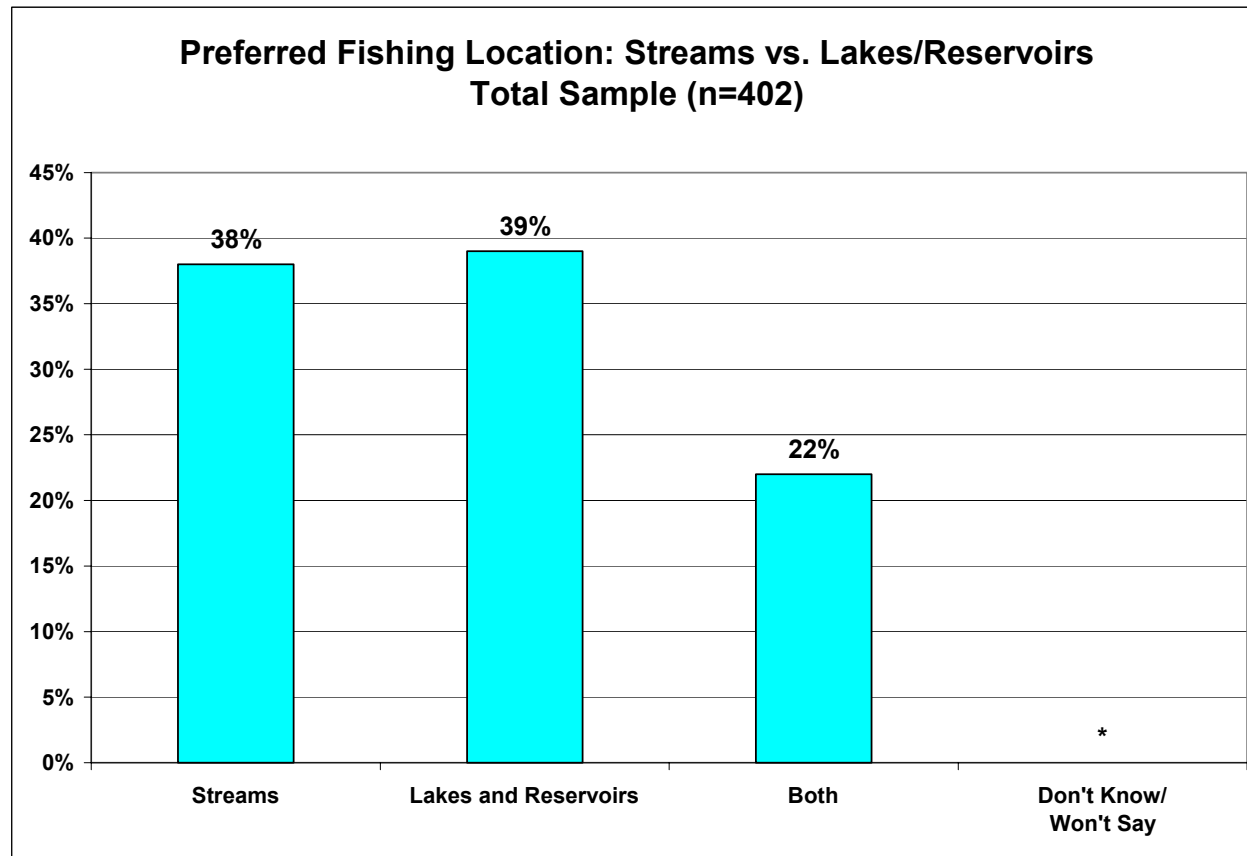 Preferred Fishing Location: Streams vs. Lakes/Reservoirs
Total Sample (n=402)
45%
40%
35%
30%
25%
20%
15%
10%
5%
0%
38%
39%
22%
*
Streams
Lakes and Reservoirs
Both
Don't Know/
Won't Say